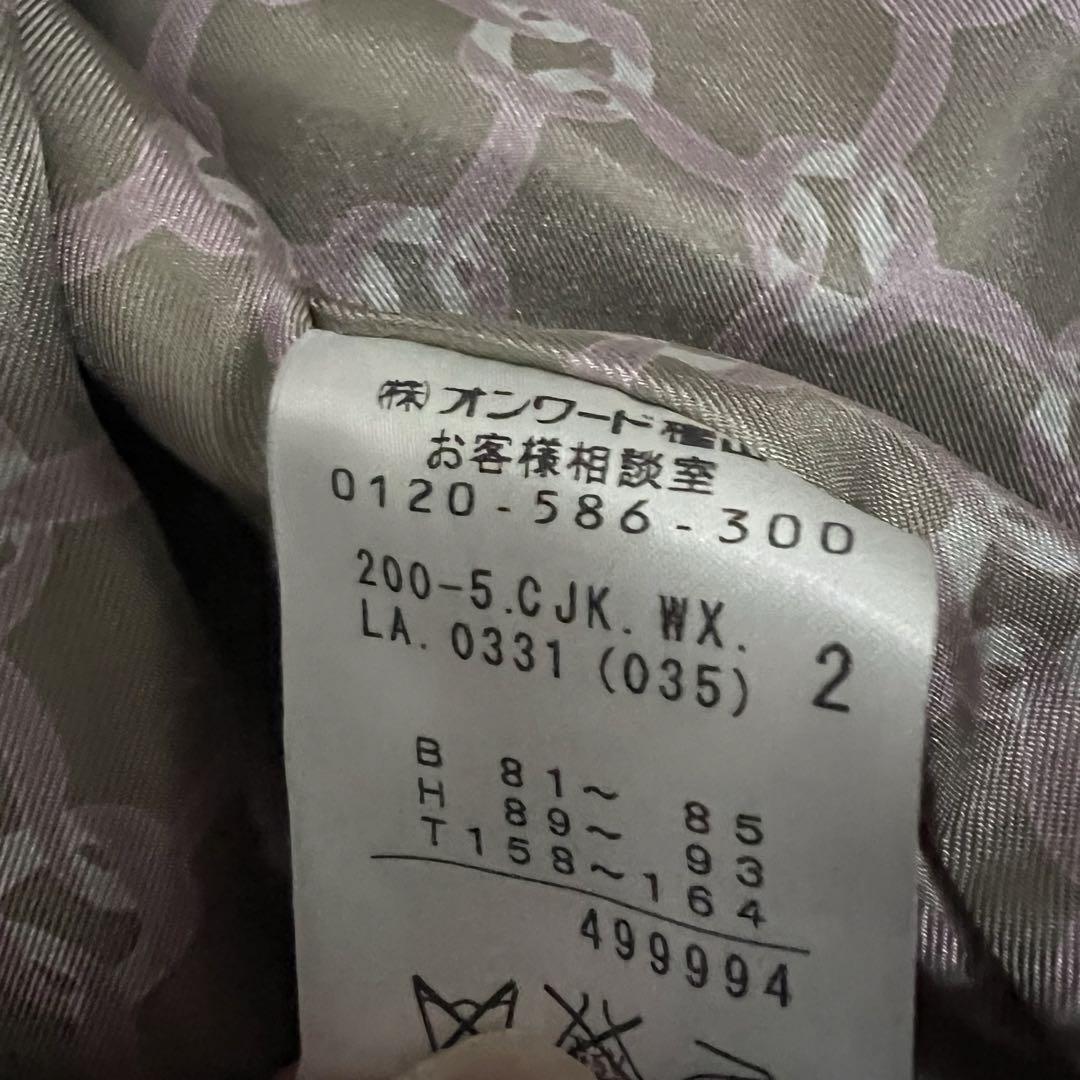 ㈱オンワード樫山
お客様相談室
0120-586-300
200-5.CJK.WX.
LA.0331(035) 2
B 81~ 85
H 89~ 93
T158~164
499994